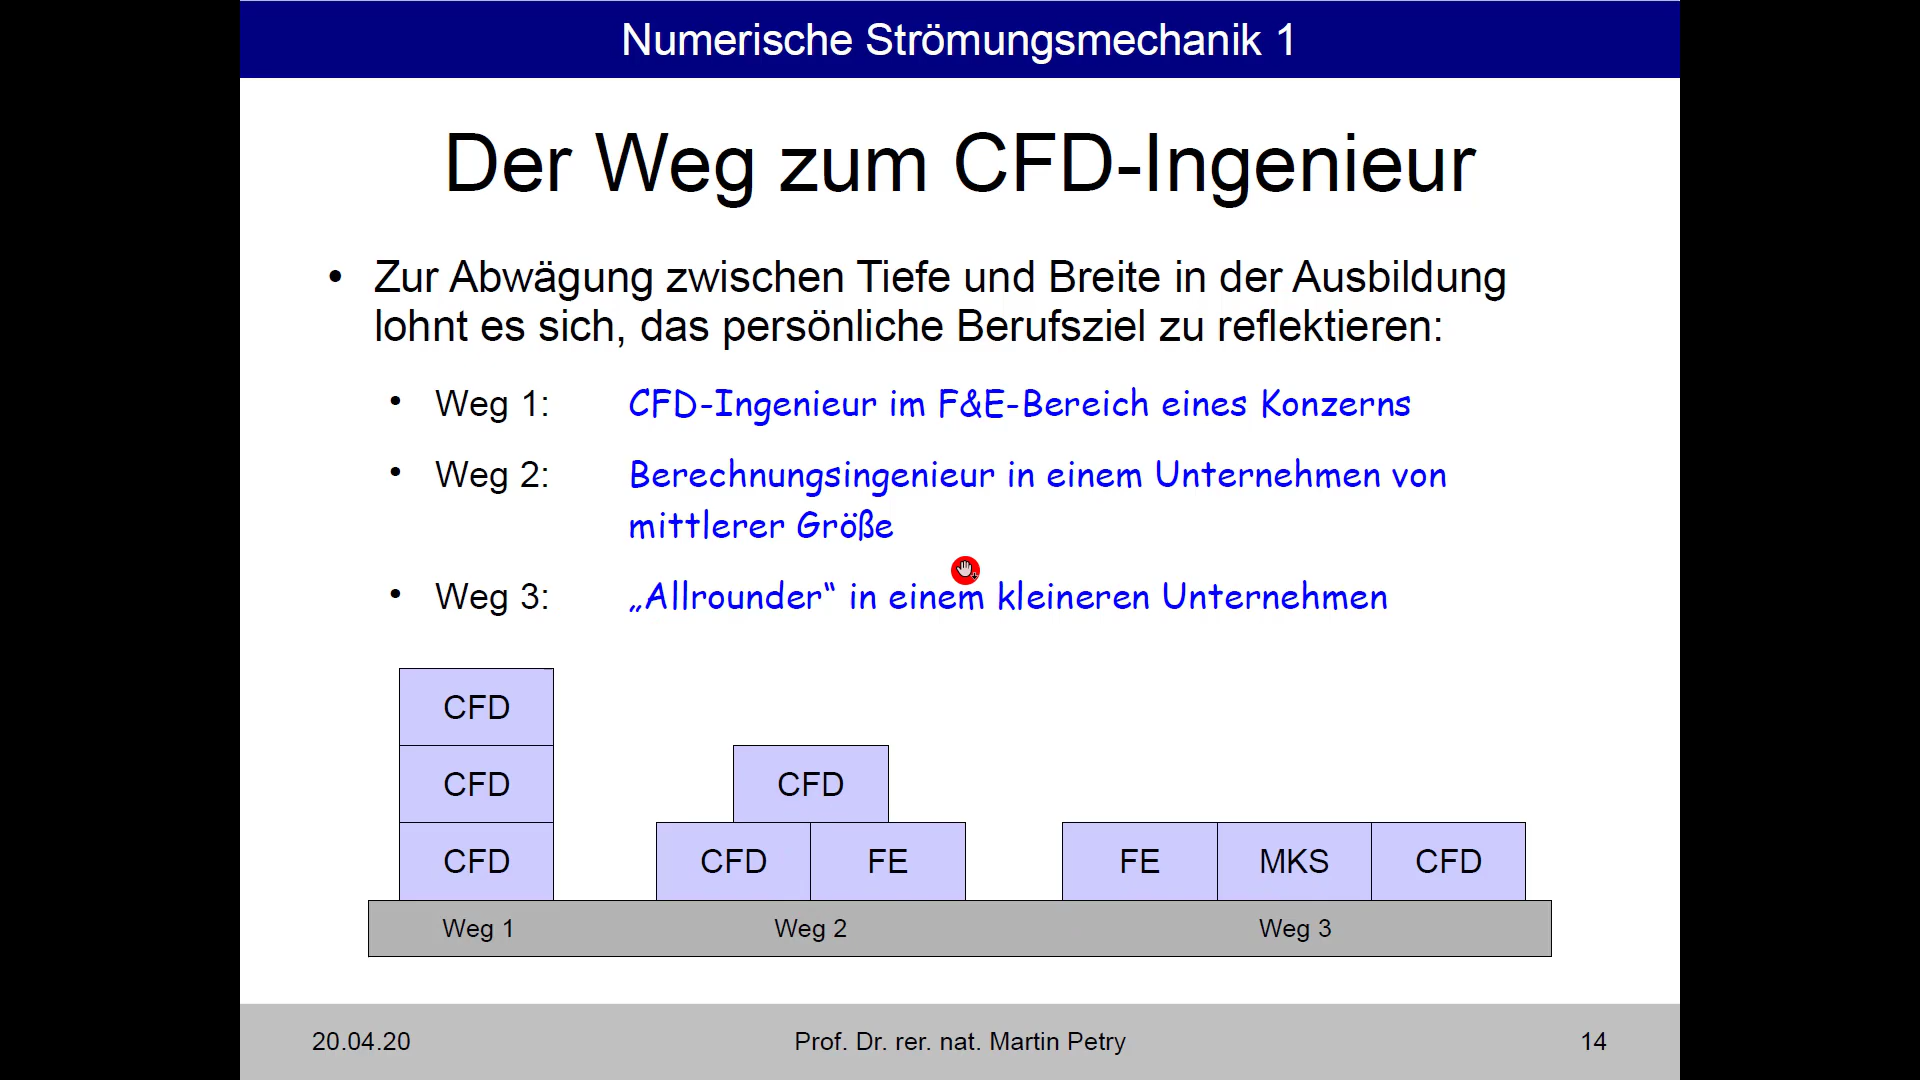 Numerische Strömungsmechanik 1
Der Weg zum CFD-Ingenieur
• Zur Abwägung zwischen Tiefe und Breite in der Ausbildung
lohnt es sich, das persönliche Berufsziel zu reflektieren:
• Weg 1: CFD-Ingenieur im F&E-Bereich eines Konzerns
• Weg 2: Berechnungsingenieur in einem Unternehmen von
mittlerer Größe
• Weg 3: „Allrounder“ in einem kleineren Unternehmen
CFD
CFD CFD
CFD CFD FE FE MKS CFD
Weg 1 Weg 2 Weg 3
20.04.20 Prof. Dr. rer. nat. Martin Petry 14